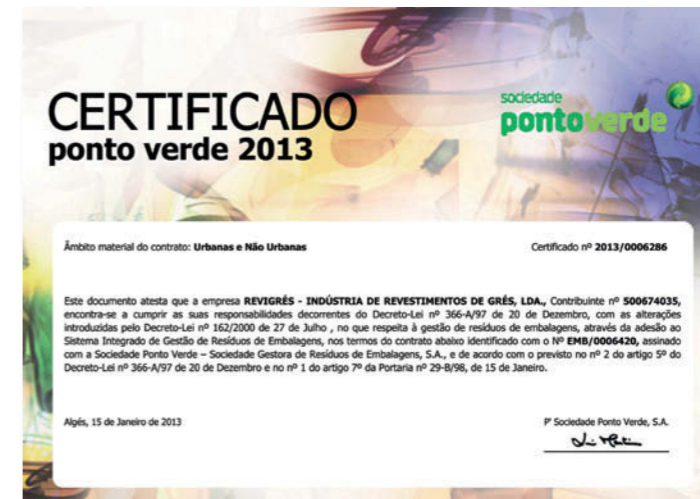 CERTIFICADO
ponto verde 2013
sociedade
pontoverde
Âmbito material do contrato: Urbanas e Não Urbanas
Certificado nº 2013/0006286
Este documento atesta que a empresa REVIGRÉS - INDÚSTRIA DE REVESTIMENTOS DE GRÉS, LDA., Contribuinte nº 500674035,
encontra-se a cumprir as suas responsabilidades decorrentes do Decreto-Lei nº 366-A/97 de 20 de Dezembro, com as alterações
introduzidas pelo Decreto-Lei nº 162/2000 de 27 de Julho , no que respeita à gestão de resíduos de embalagens, através da adesão ao
Sistema Integrado de Gestão de Resíduos de Embalagens, nos termos do contrato abaixo identificado com o Nº EMB/0006420, assinado
com a Sociedade Ponto Verde – Sociedade Gestora de Resíduos de Embalagens, S.A., e de acordo com o previsto no nº 2 do artigo 5º do
Decreto-Lei nº 366-A/97 de 20 de Dezembro e no nº 1 do artigo 7º da Portaria nº 29-B/98, de 15 de Janeiro.
Algés, 15 de Janeiro de 2013
P' Sociedade Ponto Verde, S.A.